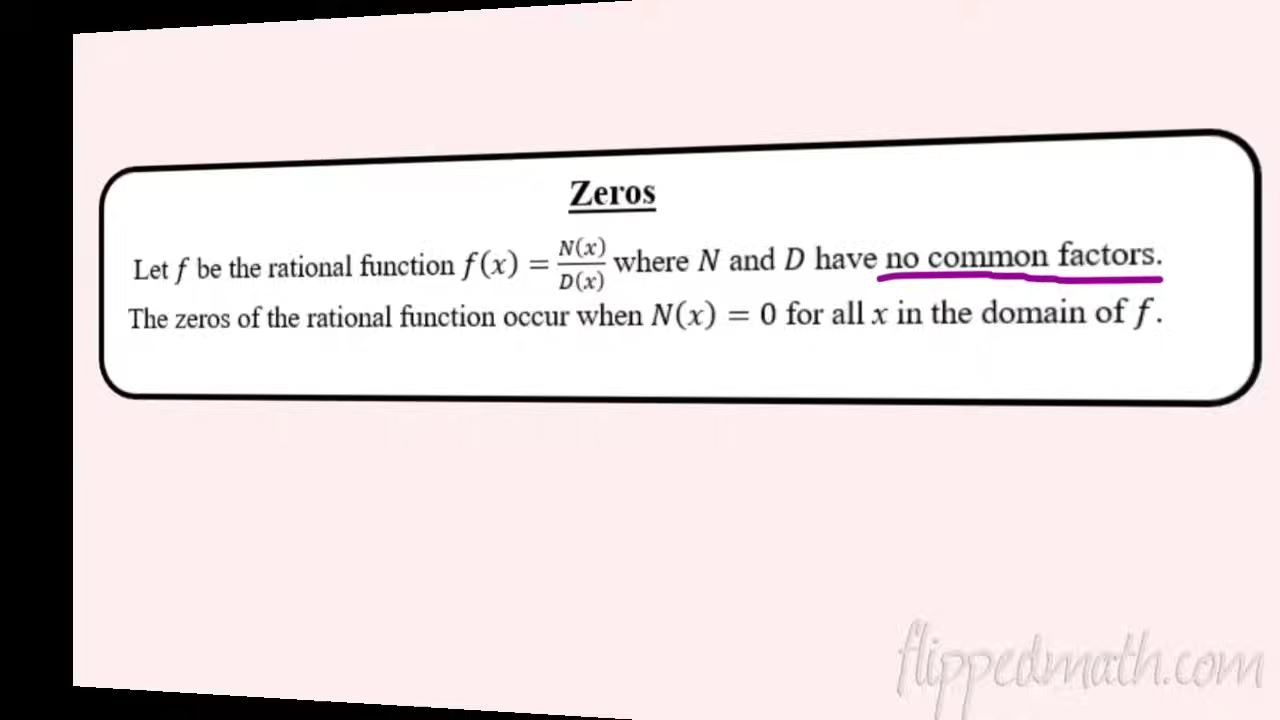 Zeros
Let f be the rational function f(x) = N(x)/D(x) where N and D have no common factors.
The zeros of the rational function occur when N(x) = 0 for all x in the domain of f.
flippedmath.com